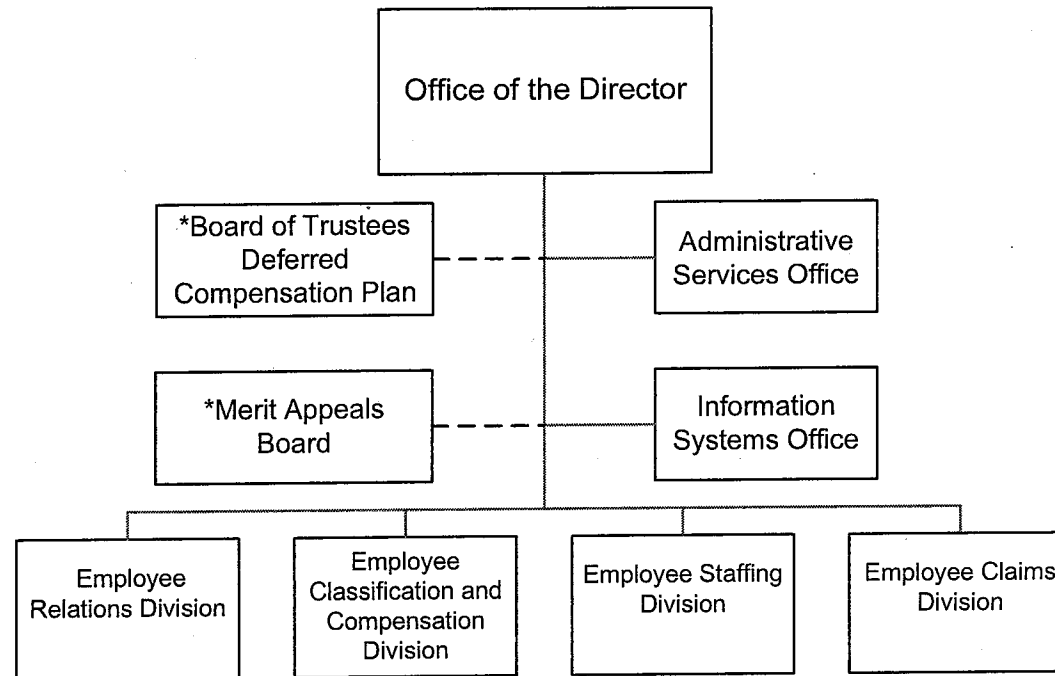 Office of the Director
*Board of Trustees
Deferred
Compensation Plan
Administrative
Services Office
*Merit Appeals
Board
Information
Systems Office
Employee
Relations Division
Employee
Classification and
Compensation
Division
Employee Staffing
Division
Employee Claims
Division